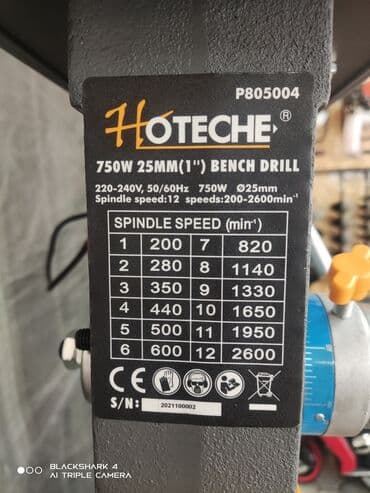 P805004
HOTECHE®
750W 25MM(1") BENCH DRILL
220-240V, 50/60Hz 750W Ø25mm
Spindle speed:12 speeds:200-2600min⁻¹
SPINDLE SPEED (min⁻¹)
1 200 7 820
2 280 8 1140
3 350 9 1330
4 440 10 1650
5 500 11 1950
6 600 12 2600
CE
S/N: 2021100002
BLACKSHARK 4
AI TRIPLE CAMERA